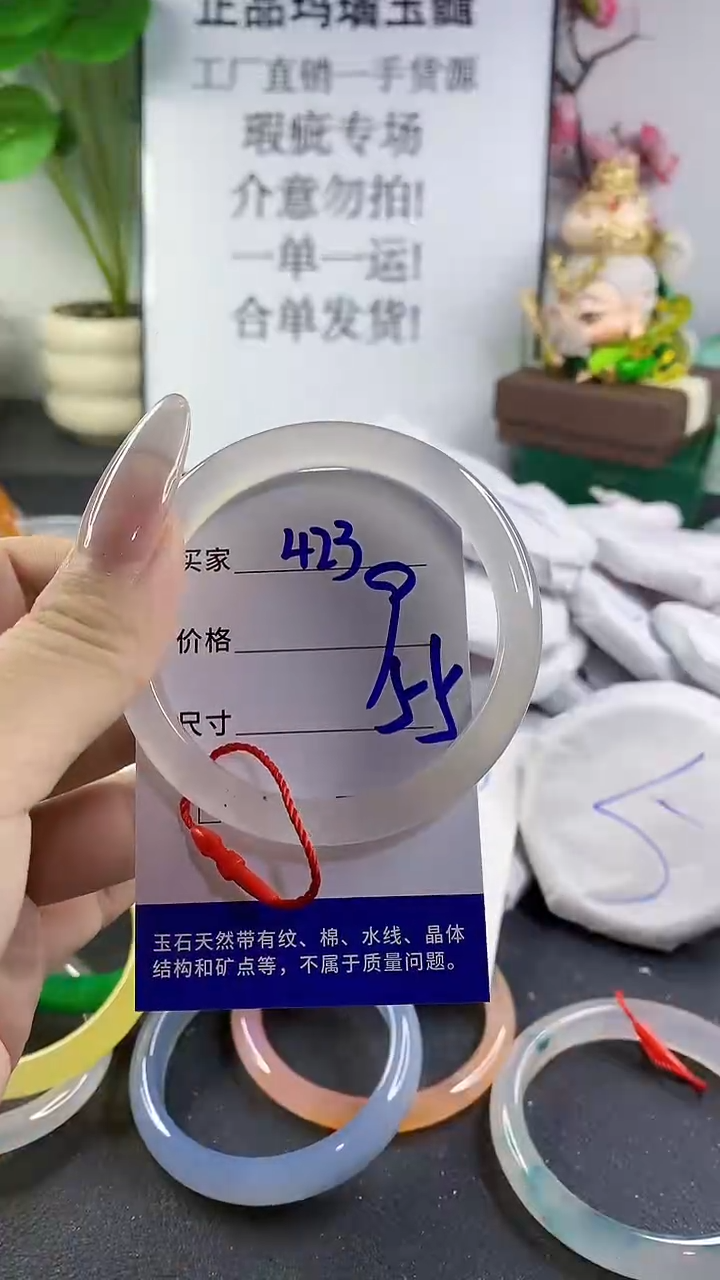 正品玛瑙玉髓
工厂直销一手货源
瑕疵专场
介意勿拍!
一单一运!
合单发货!
买家 423
价格
尺寸 55
玉石天然带有纹、棉、水线、晶体
结构和矿点等，不属于质量问题。